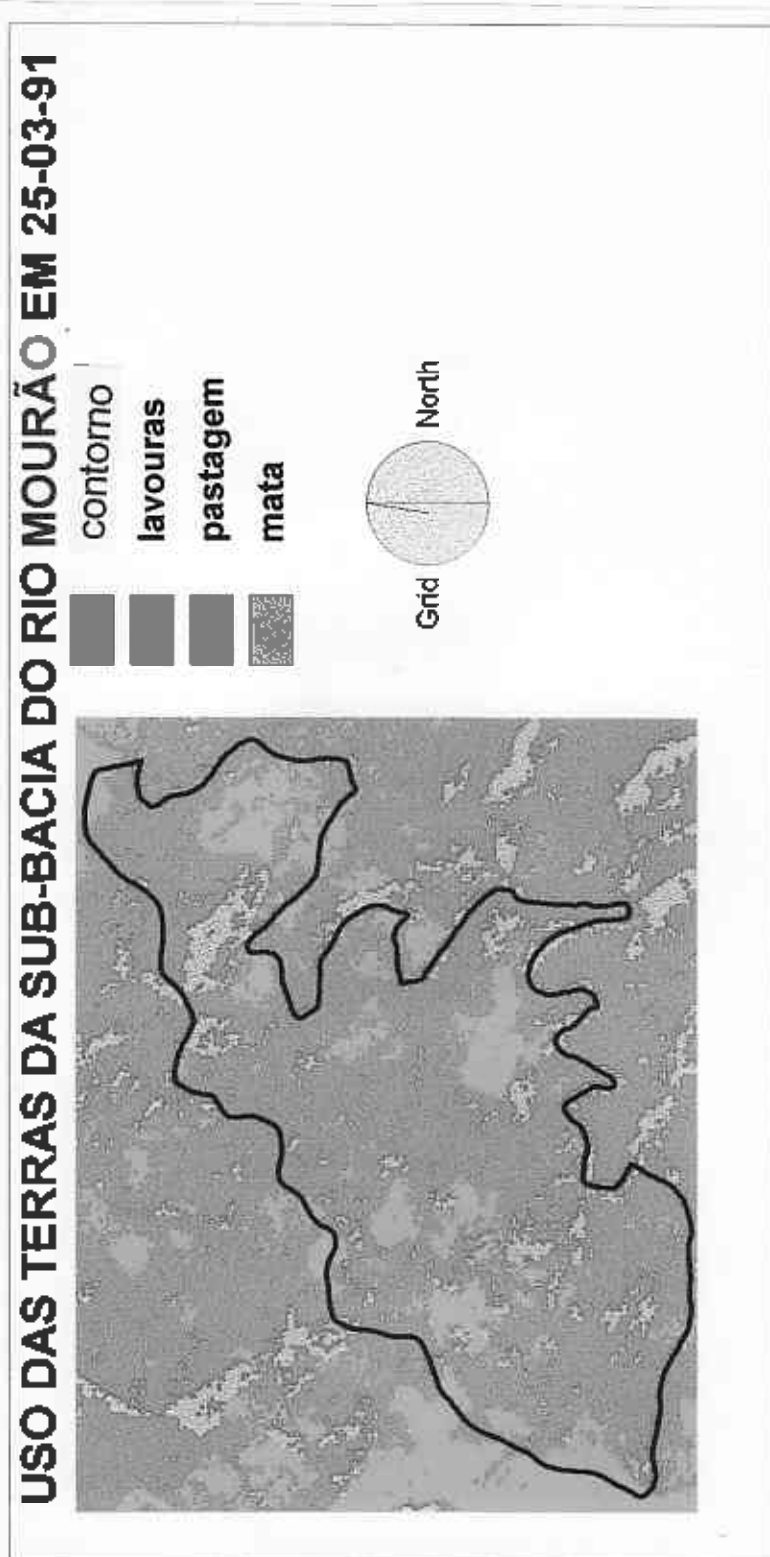 USO DAS TERRAS DA SUB-BACIA DO RIO MOURÃO EM 25-03-91
contorno
lavouras
pastagem
mata
Grid North